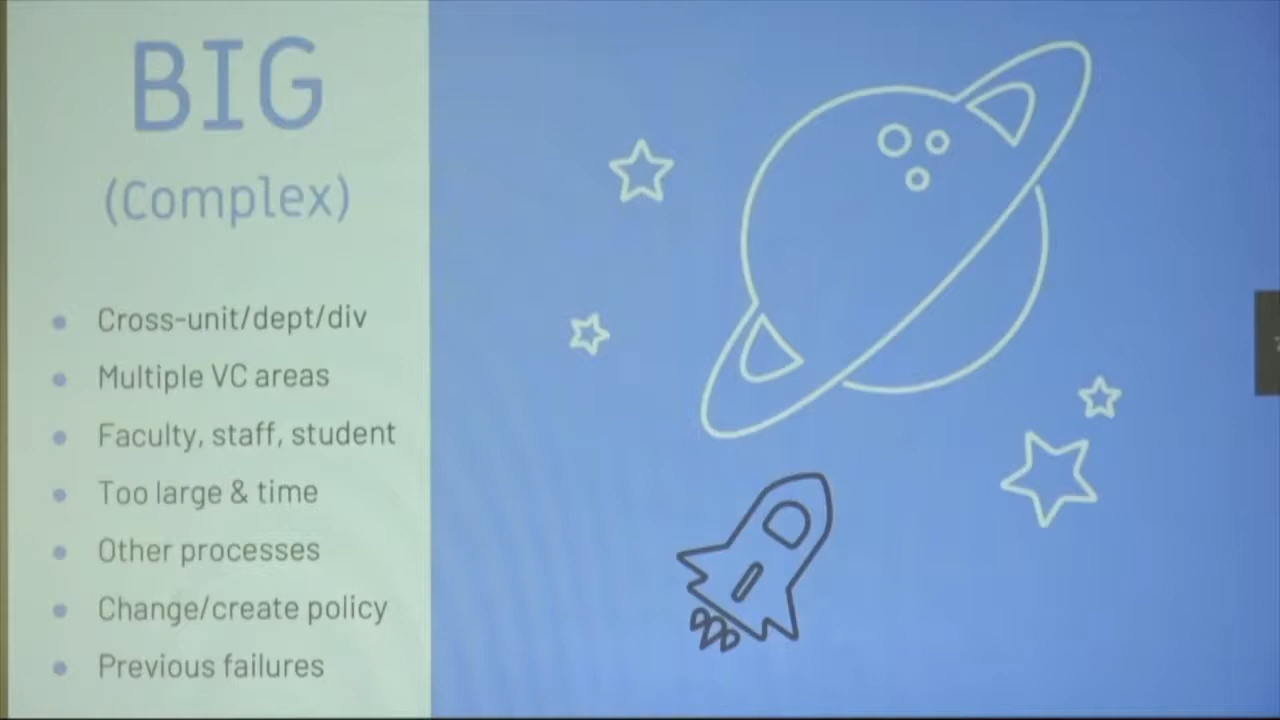 BIG
(Complex)
Cross-unit/dept/div
Multiple VC areas
Faculty, staff, student
Too large & time
Other processes
Change/create policy
Previous failures